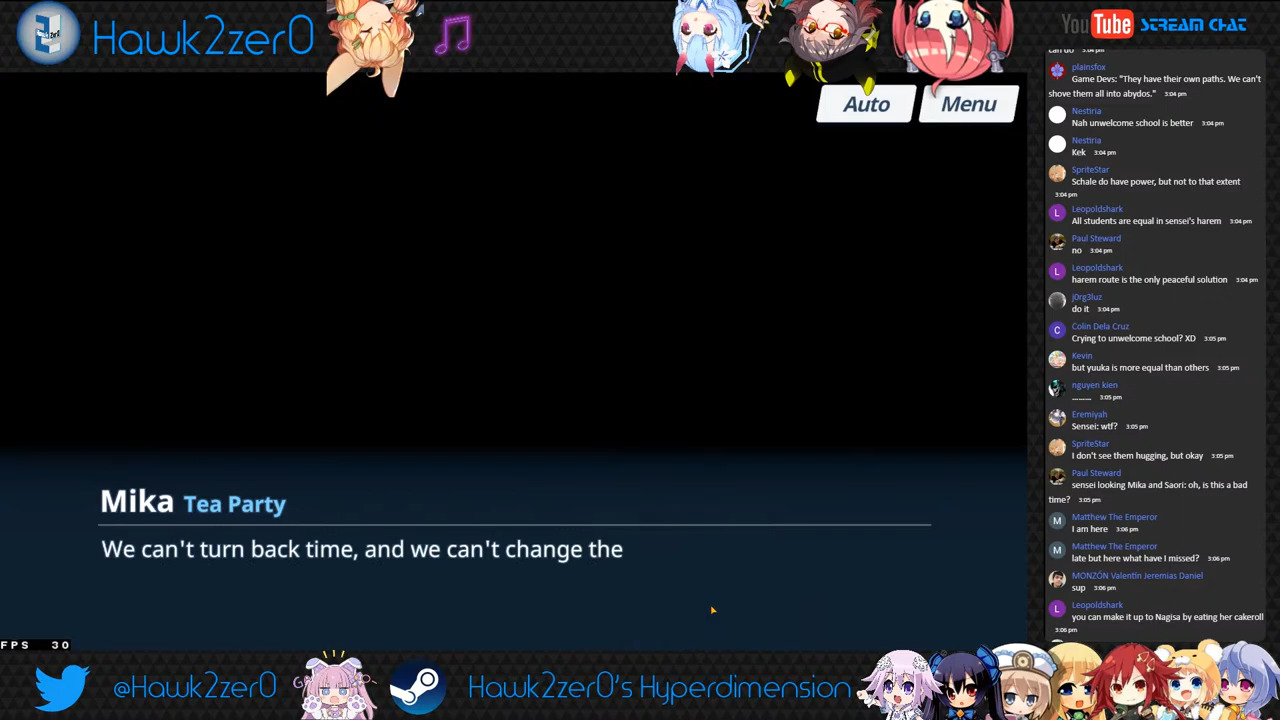 Hawk2zer0
You Tube STREAM CHAT
Auto
Menu
can do 3:04 pm
plainsfox
Game Devs: "They have their own paths. We can't
shove them all into abydos." 3:04 pm
Nestiria
Nah unwelcome school is better 3:04 pm
Nestiria
Kek 3:04 pm
SpriteStar
Schale do have power, but not to that extent
3:04 pm
L
Leopoldshark
All students are equal in sensei's harem 3:04 pm
Paul Steward
no 3:04 pm
L
Leopoldshark
harem route is the only peaceful solution 3:04 pm
j0rg3luz
do it 3:04 pm
C
Colin Dela Cruz
Crying to unwelcome school? XD 3:05 pm
Kevin
but yuuka is more equal than others 3:05 pm
nguyen kien
......... 3:05 pm
Eremiyah
Sensei: wtf? 3:05 pm
SpriteStar
I don't see them hugging, but okay 3:05 pm
Paul Steward
sensei looking Mika and Saori: oh, is this a bad
time? 3:05 pm
M
Matthew The Emperor
I am here 3:06 pm
M
Matthew The Emperor
late but here what have I missed? 3:06 pm
MONZÓN Valentín Jeremias Daniel
sup 3:06 pm
L
Leopoldshark
you can make it up to Nagisa by eating her cakeroll
3:06 pm
Mika Tea Party
We can't turn back time, and we can't change the
FPS 30
@Hawk2zer0
Hawk2zer0's Hyperdimension